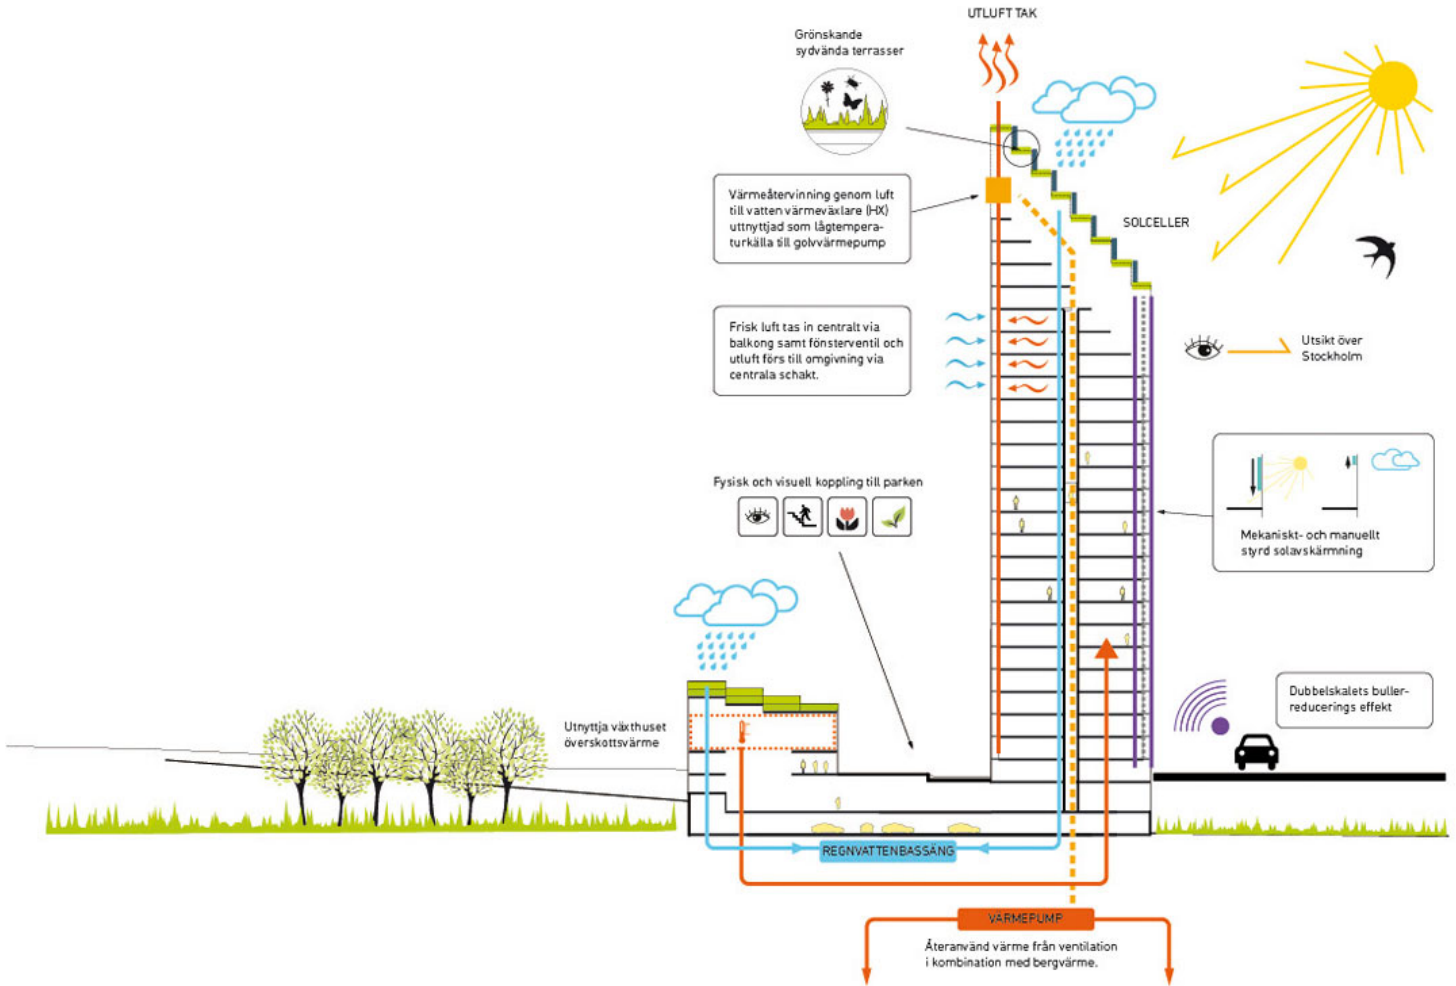 UTLUFT TAK
Grönskande
sydvända terrasser
Värmeåtervinning genom luft
till vatten värmeväxlare (HX)
uttnyttjad som lågtempera-
turkälla till golvvärmepump
SOLCELLER
Frisk luft tas in centralt via
balkong samt fönsterventil och
utluft förs till omgivning via
centrala schakt.
Utsikt över
Stockholm
Fysisk och visuell koppling till parken
Mekaniskt- och manuellt
styrd solavskärmning
Dubbelskalets buller-
reducerings effekt
Utnyttja växthuset
överskottsvärme
REGNVATTENBASSÄNG
VÄRMEPUMP
Återanvänd värme från ventilation
i kombination med bergvärme.